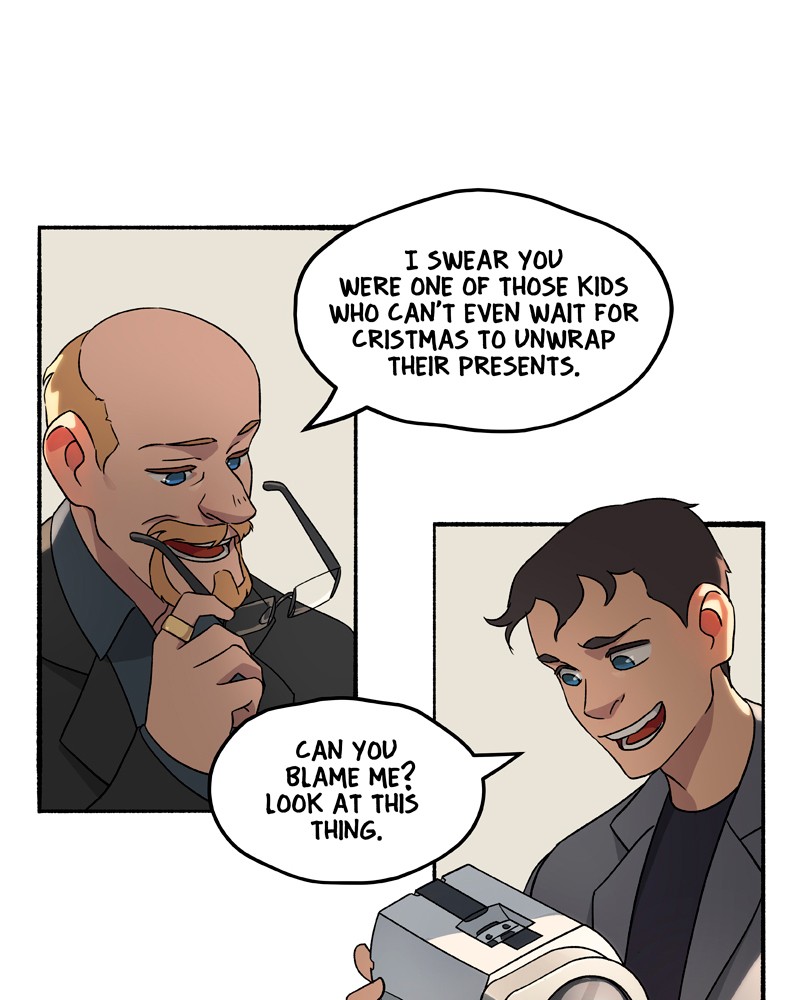 I SWEAR YOU
WERE ONE OF THOSE KIDS
WHO CAN'T EVEN WAIT FOR
CRISTMAS TO UNWRAP
THEIR PRESENTS.
CAN YOU
BLAME ME?
LOOK AT THIS
THING.